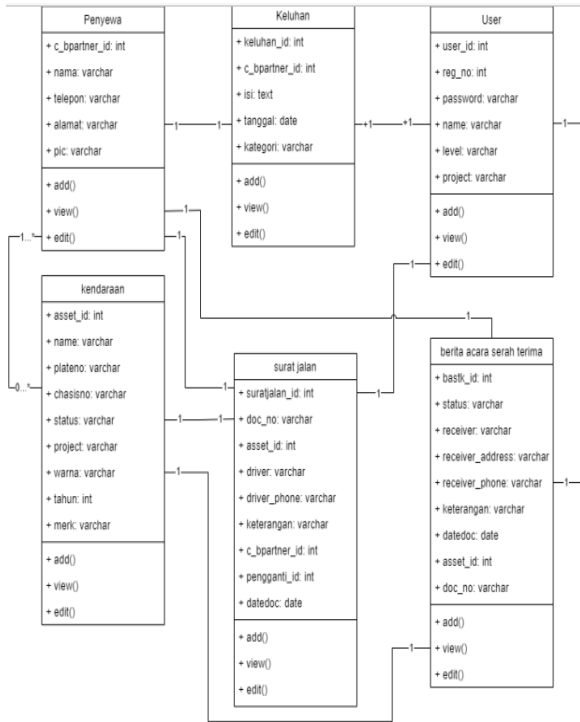 Penyewa
+ c_bpartner_id: int
+ nama: varchar
+ telepon: varchar
+ alamat: varchar
+ pic: varchar
+ add()
+ view()
+ edit()
Keluhan
+ keluhan_id: int
+ c_bpartner_id: int
+ isi: text
+ tanggal: date
+ kategori: varchar
+ add()
+ view()
+ edit()
User
+ user_id: int
+ reg_no: int
+ password: varchar
+ name: varchar
+ level: varchar
+ project: varchar
+ add()
+ view()
+ edit()
1
1
+1
+1
1
1
1
1...*
1
1
kendaraan
+ asset_id: int
+ name: varchar
+ plateno: varchar
+ chasisno: varchar
+ status: varchar
+ project: varchar
+ warna: varchar
+ tahun: int
+ merk: varchar
+ add()
+ view()
+ edit()
surat jalan
+ suratjalan_id: int
+ doc_no: varchar
+ asset_id: int
+ driver: varchar
+ driver_phone: varchar
+ keterangan: varchar
+ c_bpartner_id: int
+ pengganti_id: int
+ datedoc: date
+ add()
+ view()
+ edit()
berita acara serah terima
+ bastk_id: int
+ status: varchar
+ receiver: varchar
+ receiver_address: varchar
+ receiver_phone: varchar
+ keterangan: varchar
+ datedoc: date
+ asset_id: int
+ doc_no: varchar
+ add()
+ view()
+ edit()
0...*
1
1
1
1
1
1
1